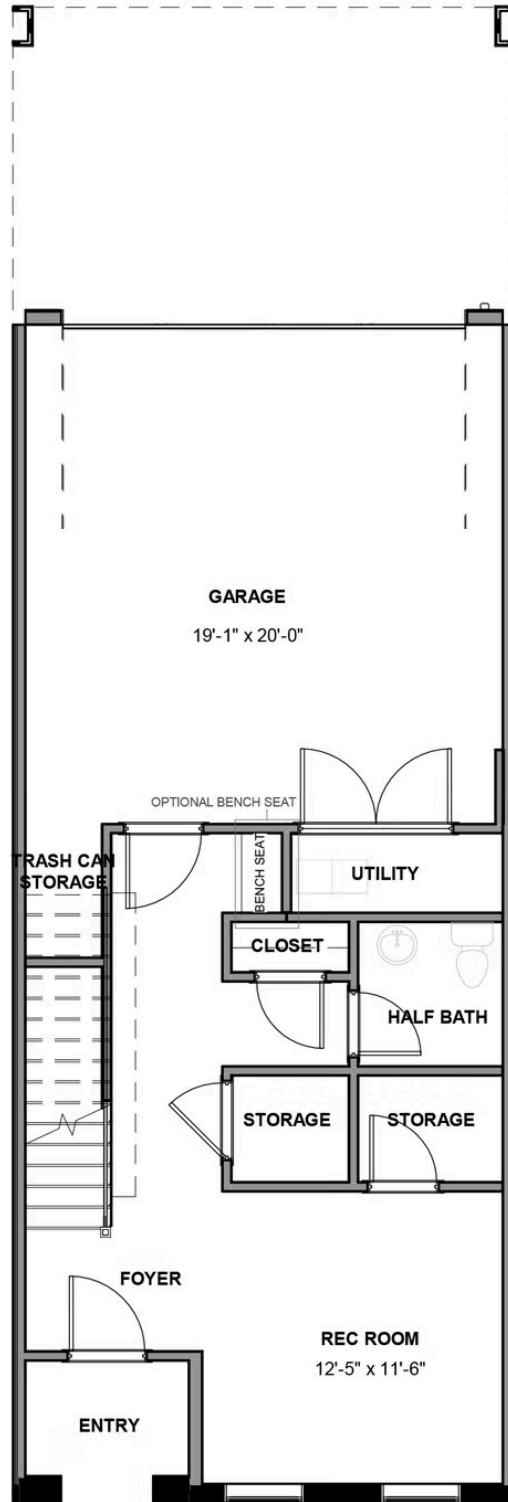 GARAGE
19'-1" x 20'-0"
OPTIONAL BENCH SEAT
TRASH CAN
STORAGE
BENCH SEAT
UTILITY
CLOSET
HALF BATH
STORAGE
STORAGE
FOYER
REC ROOM
12'-5" x 11'-6"
ENTRY